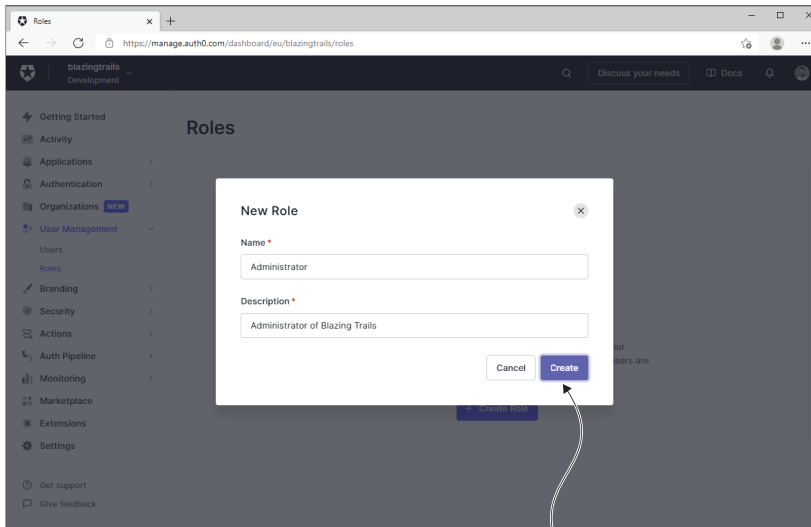 Roles
https://manage.auth0.com/dashboard/eu/blazingtrails/roles
blazingtrails
Development
Discuss your needs
Docs
Getting Started
Activity
Applications
Authentication
Organizations NEW
User Management
Users
Roles
Branding
Security
Actions
Auth Pipeline
Monitoring
Marketplace
Extensions
Settings
Get support
Give feedback
Roles
New Role
Name *
Administrator
Description *
Administrator of Blazing Trails
Cancel
Create
sers are
+ Create Role